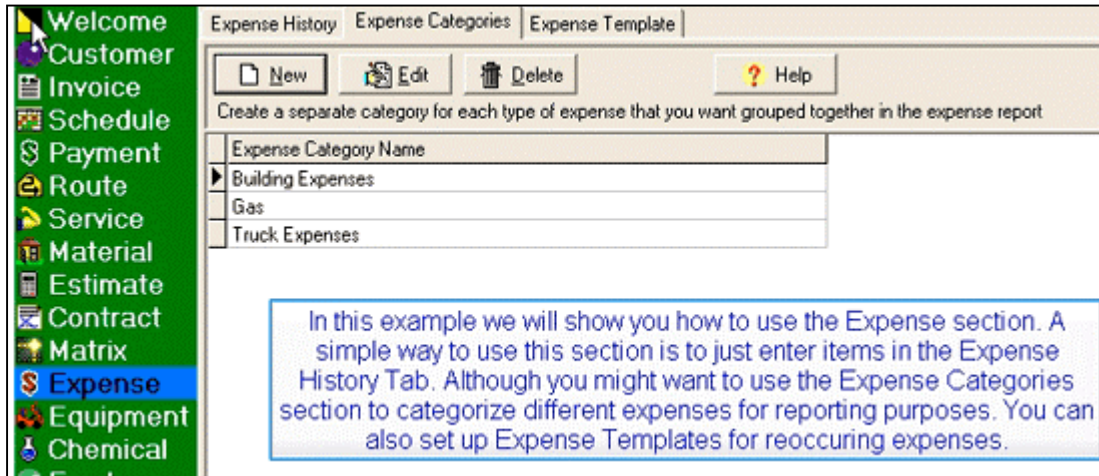 Welcome
Customer
Invoice
Schedule
Payment
Route
Service
Material
Estimate
Contract
Matrix
Expense
Equipment
Chemical
Expense History Expense Categories Expense Template
New Edit Delete ? Help
Create a separate category for each type of expense that you want grouped together in the expense report
Expense Category Name
Building Expenses
Gas
Truck Expenses
In this example we will show you how to use the Expense section. A
simple way to use this section is to just enter items in the Expense
History Tab. Although you might want to use the Expense Categories
section to categorize different expenses for reporting purposes. You can
also set up Expense Templates for reoccuring expenses.